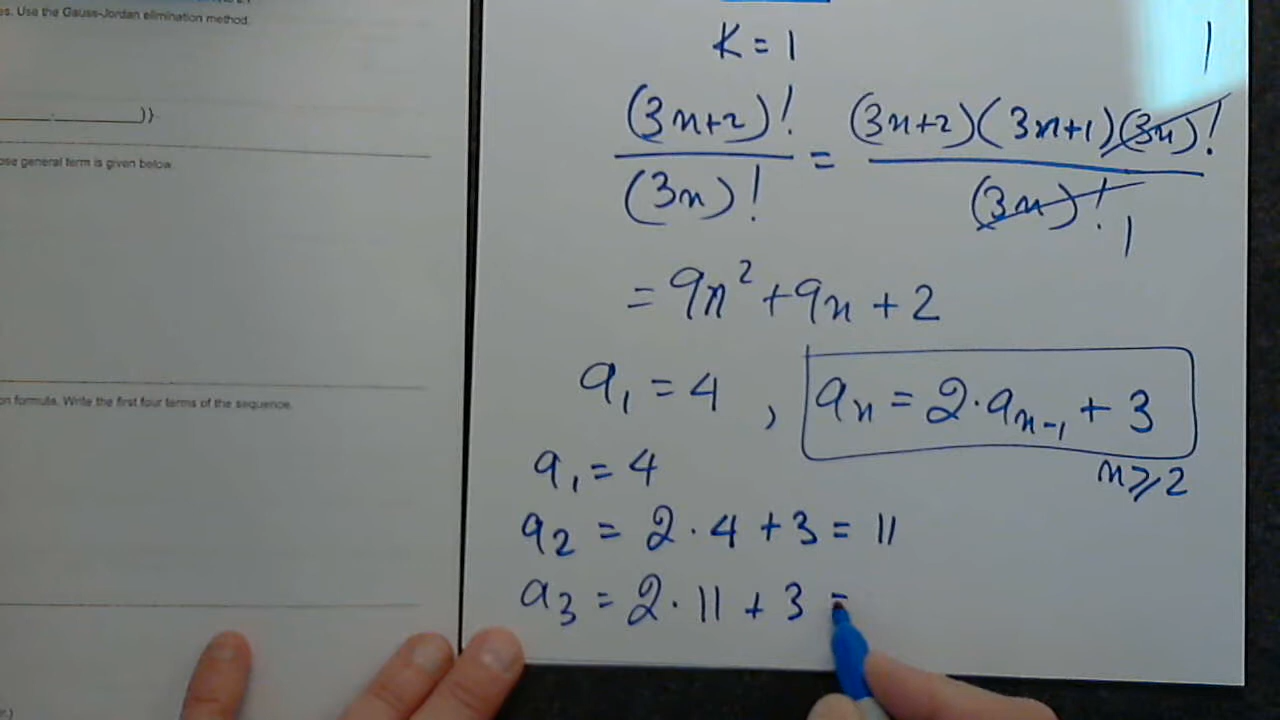 es. Use the Gauss-Jordan elimination method.
)}
ose general term is given below.
on formula. Write the first four terms of the sequence.
K = 1
(3n+2)! / (3n)! = (3n+2)(3n+1)(3n)! / (3n)!
1
1
= 9n² + 9n + 2
a₁ = 4 , aₙ = 2·aₙ₋₁ + 3
n ⩾ 2
a₁ = 4
a₂ = 2 · 4 + 3 = 11
a₃ = 2 · 11 + 3 =